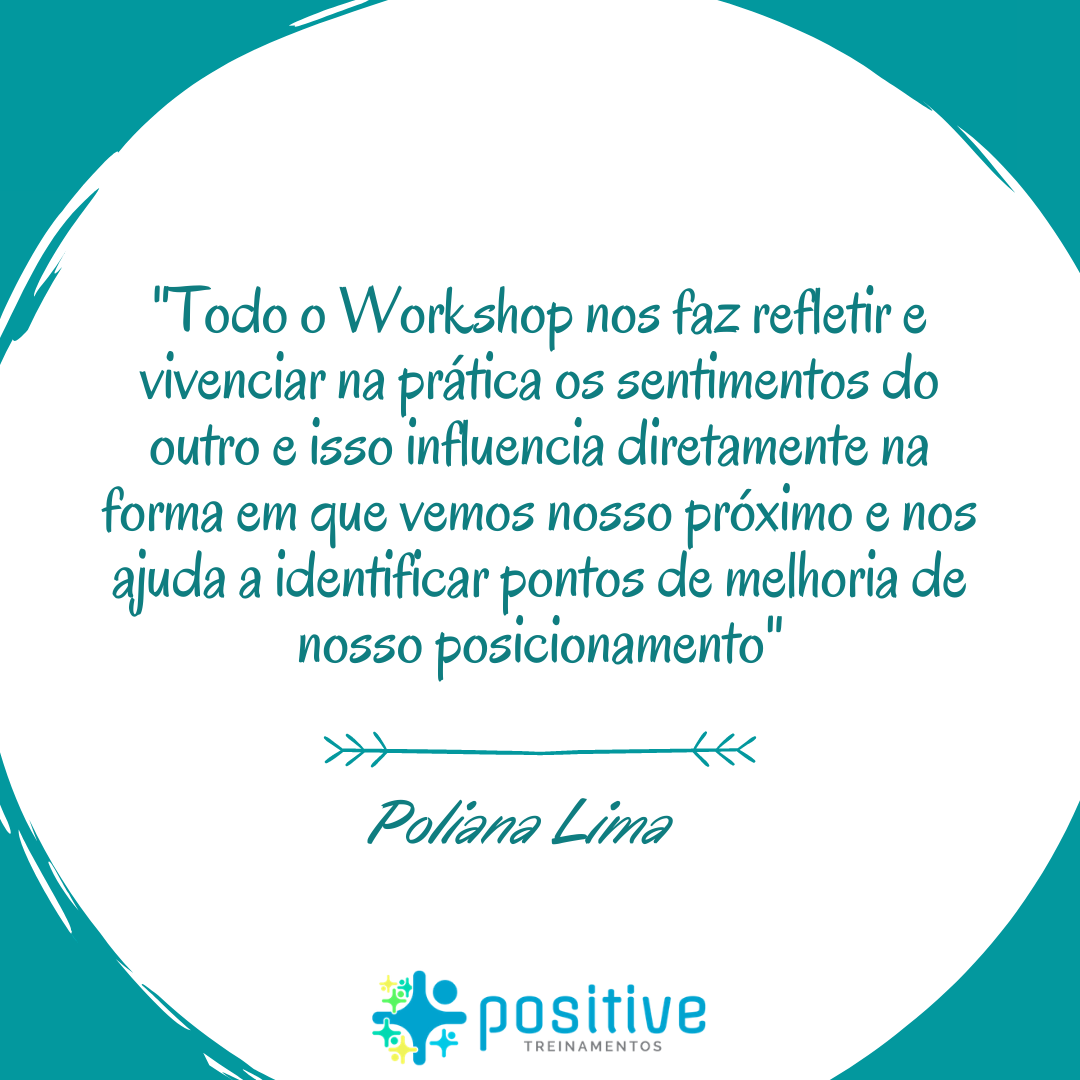 "Todo o Workshop nos faz refletir e
vivenciar na prática os sentimentos do
outro e isso influencia diretamente na
forma em que vemos nosso próximo e nos
ajuda a identificar pontos de melhoria de
nosso posicionamento"
Poliana Lima
positive
TREINAMENTOS